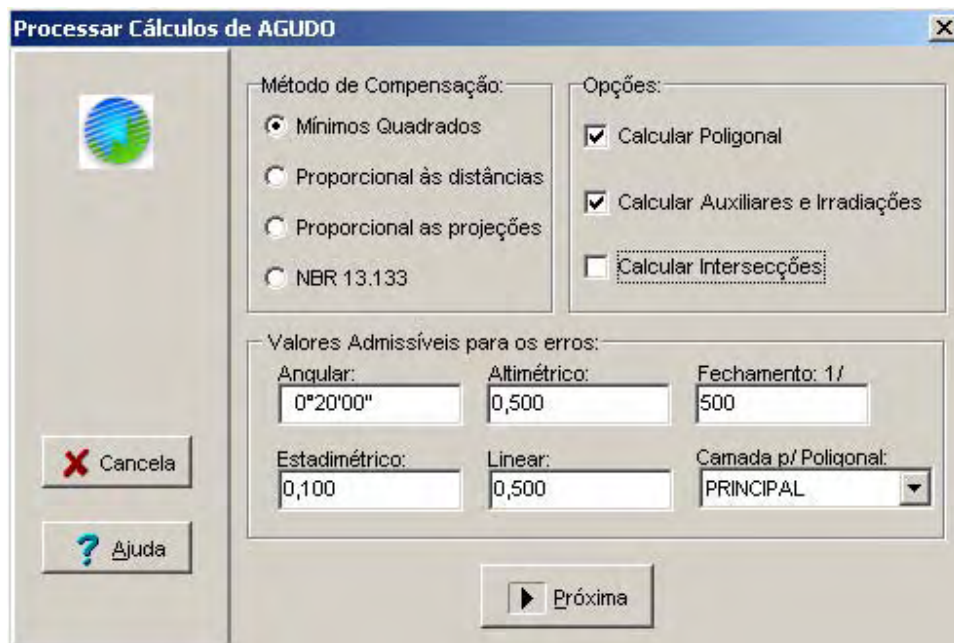 Processar Cálculos de AGUDO
Método de Compensação:
Mínimos Quadrados
Proporcional às distâncias
Proporcional as projeções
NBR 13.133
Opções:
Calcular Poligonal
Calcular Auxiliares e Irradiações
Calcular Intersecções
Valores Admissíveis para os erros:
Angular:
0°20'00"
Altimétrico:
0,500
Fechamento: 1/
500
Estadimétrico:
0,100
Linear:
0,500
Camada p/ Poligonal:
PRINCIPAL
Cancela
Ajuda
Próxima